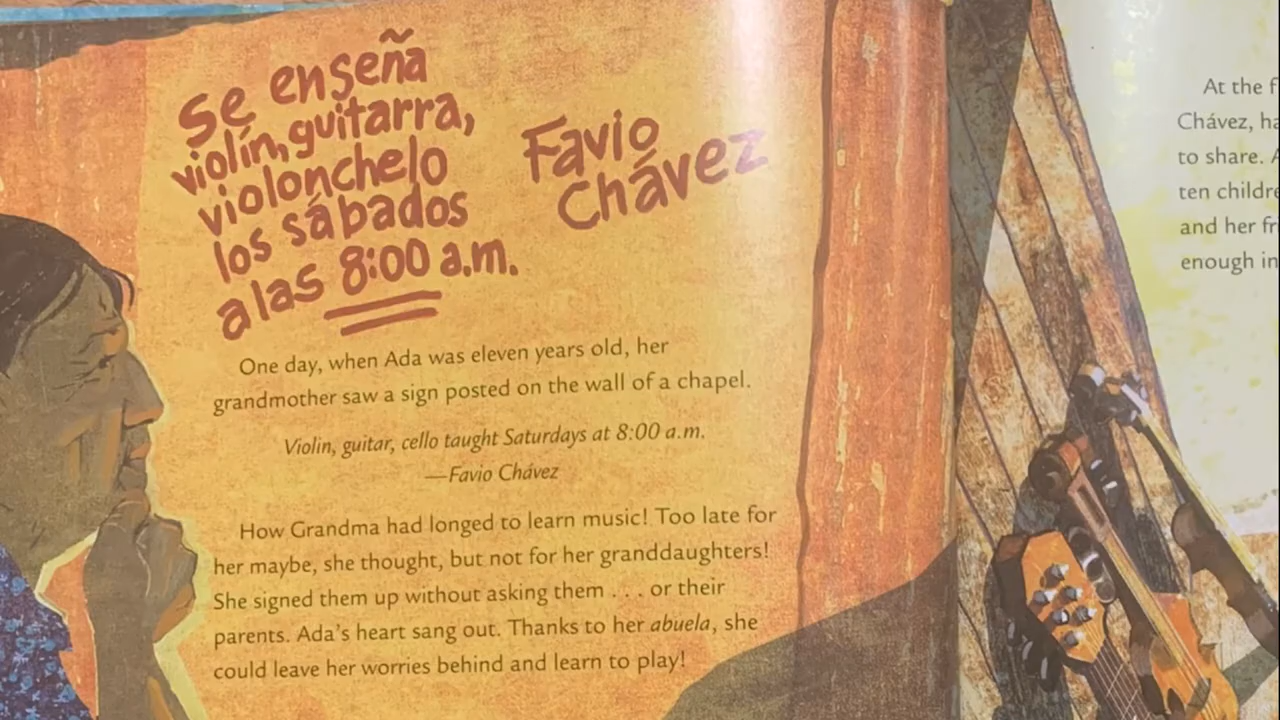 Se enseña
violín, guitarra,
violonchelo
los sábados
a las 8:00 a.m.
Favio
Chávez
One day, when Ada was eleven years old, her
grandmother saw a sign posted on the wall of a chapel.
Violin, guitar, cello taught Saturdays at 8:00 a.m.
—Favio Chávez
How Grandma had longed to learn music! Too late for
her maybe, she thought, but not for her granddaughters!
She signed them up without asking them . . . or their
parents. Ada's heart sang out. Thanks to her abuela, she
could leave her worries behind and learn to play!
At the
Chávez,
to share.
ten
and her
enough